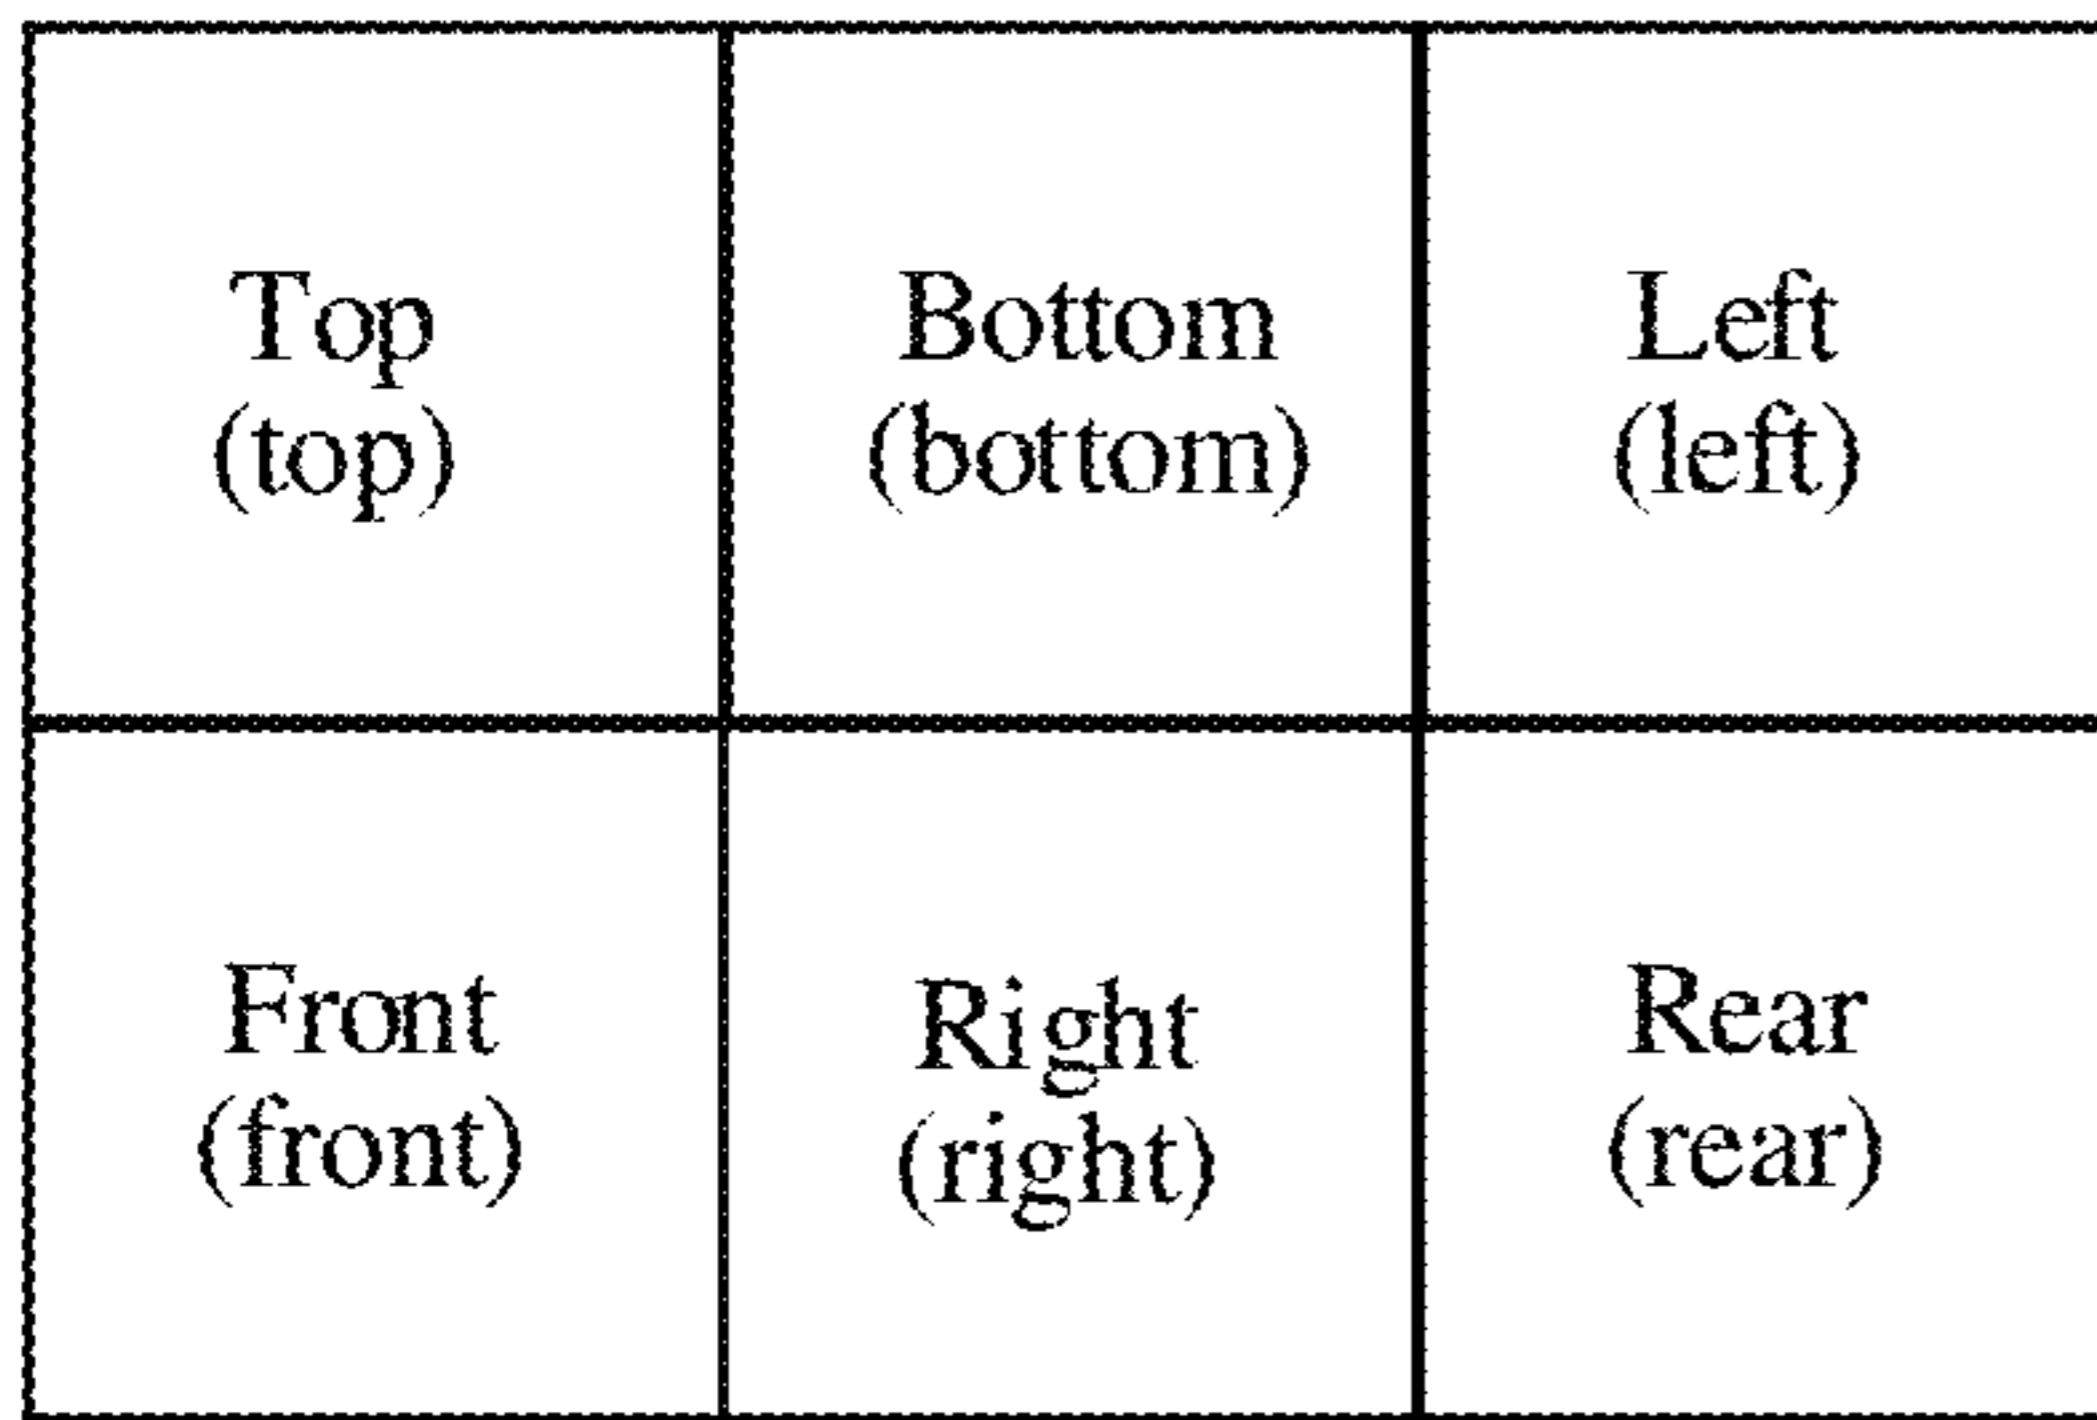 Top
(top)
Bottom
(bottom)
Left
(left)
Front
(front)
Right
(right)
Rear
(rear)